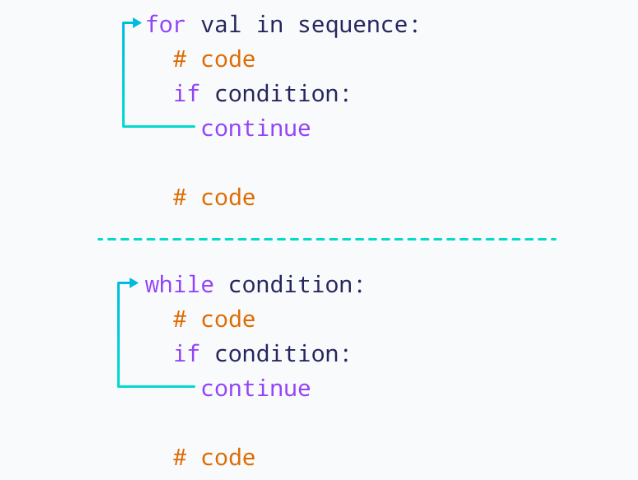 for val in sequence:
# code
if condition:
continue
# code
while condition:
# code
if condition:
continue
# code